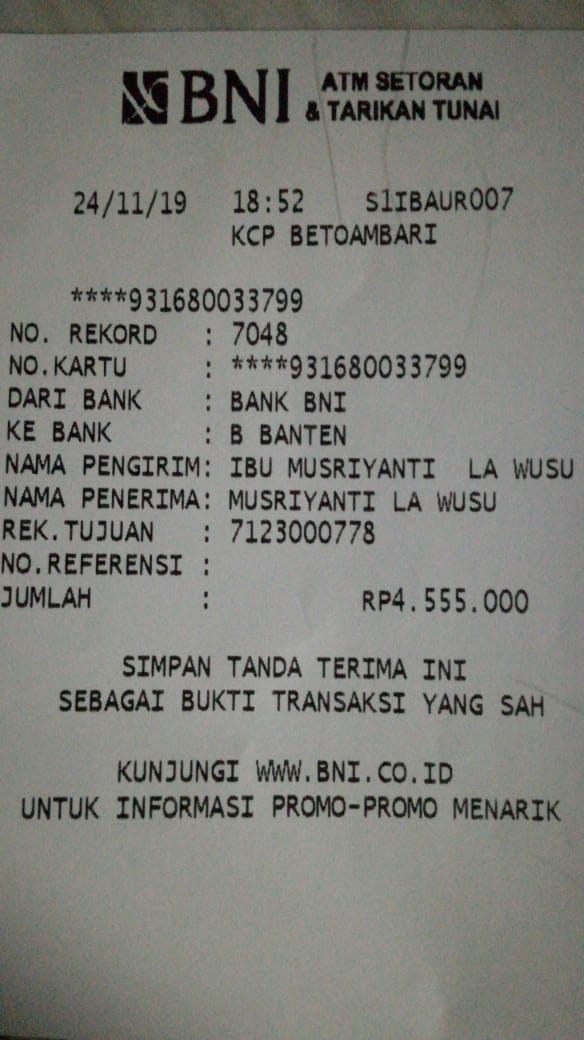 BNI ATM SETORAN
& TARIKAN TUNAI
24/11/19 18:52 S1IBAUR007
KCP BETOAMBARI
****931680033799
NO. REKORD : 7048
NO.KARTU : ****931680033799
DARI BANK : BANK BNI
KE BANK : B BANTEN
NAMA PENGIRIM: IBU MUSRIYANTI LA WUSU
NAMA PENERIMA: MUSRIYANTI LA WUSU
REK.TUJUAN : 7123000778
NO.REFERENSI :
JUMLAH : RP4.555.000
SIMPAN TANDA TERIMA INI
SEBAGAI BUKTI TRANSAKSI YANG SAH
KUNJUNGI WWW.BNI.CO.ID
UNTUK INFORMASI PROMO-PROMO MENARIK